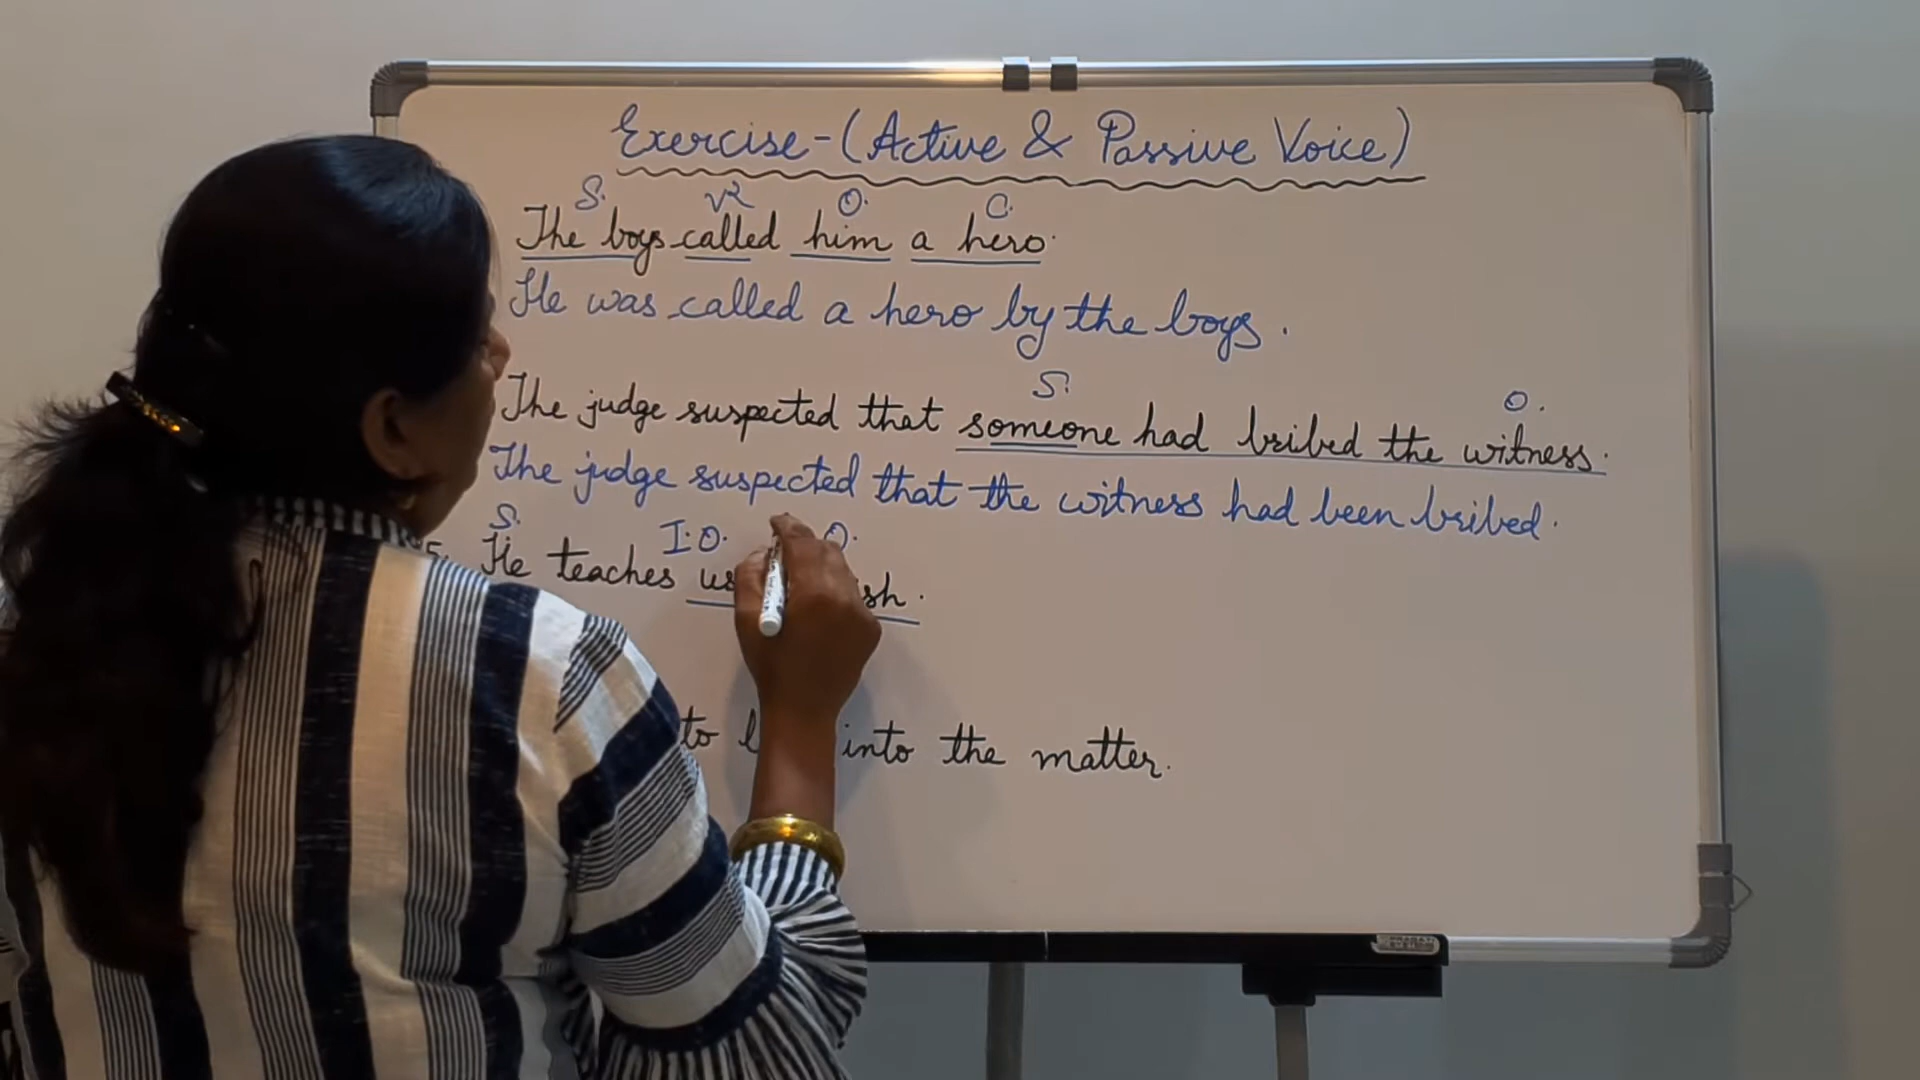 Exercise-(Active & Passive Voice)
S. V2 O. C.
The boys called him a hero.
He was called a hero by the boys.
S. O.
The judge suspected that someone had bribed the witness.
The judge suspected that the witness had been bribed.
S. I.O. O.
5. He teaches us
to into the matter.